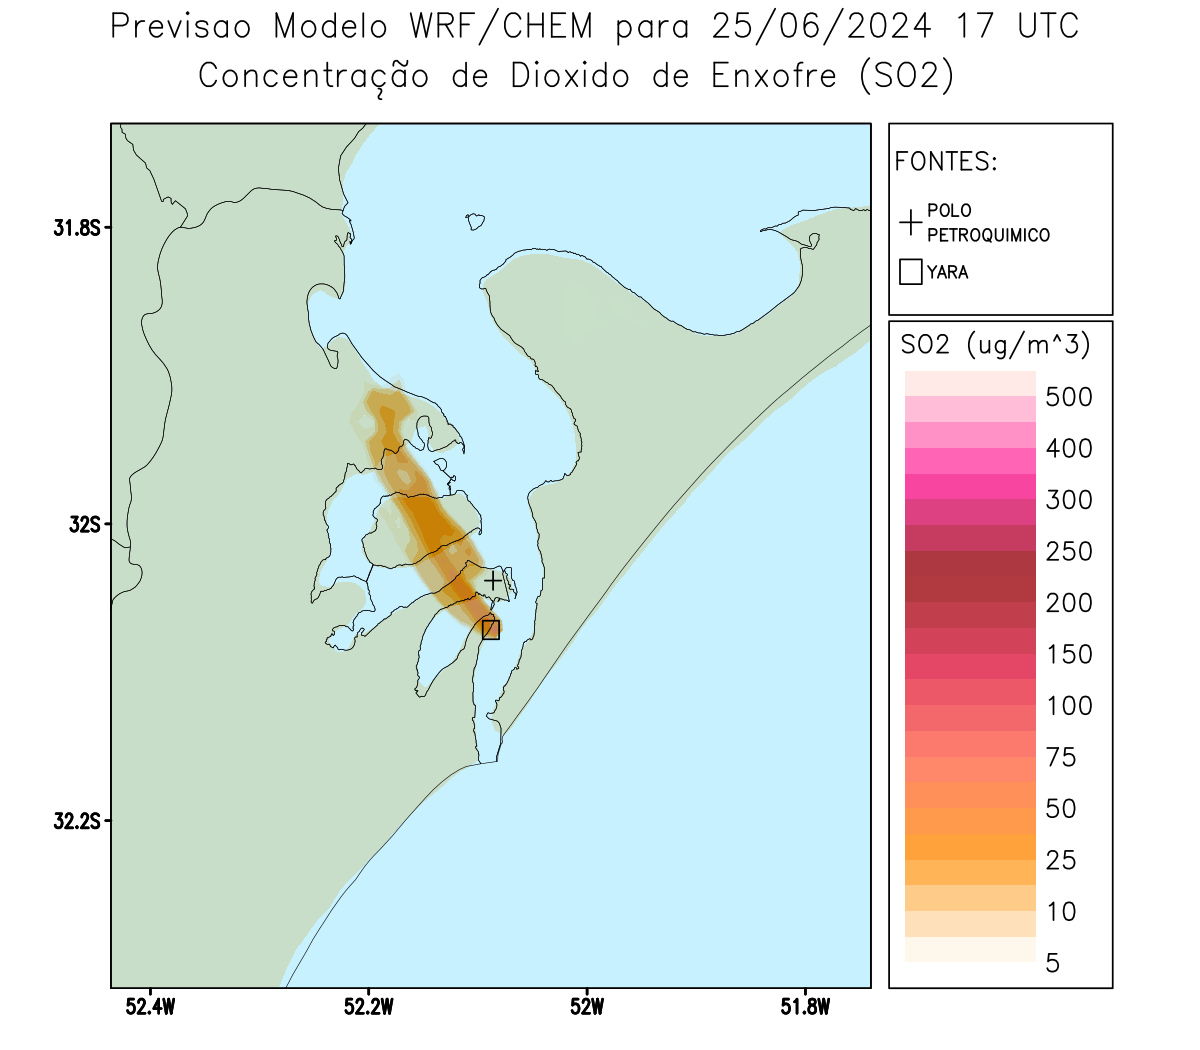 Previsao Modelo WRF/CHEM para 25/06/2024 17 UTC
Concentração de Dioxido de Enxofre (SO2)
FONTES:
POLO
PETROQUIMICO
YARA
31.8S
32S
32.2S
52.4W
52.2W
52W
51.8W
SO2 (ug/m^3)
500
400
300
250
200
150
100
75
50
25
10
5